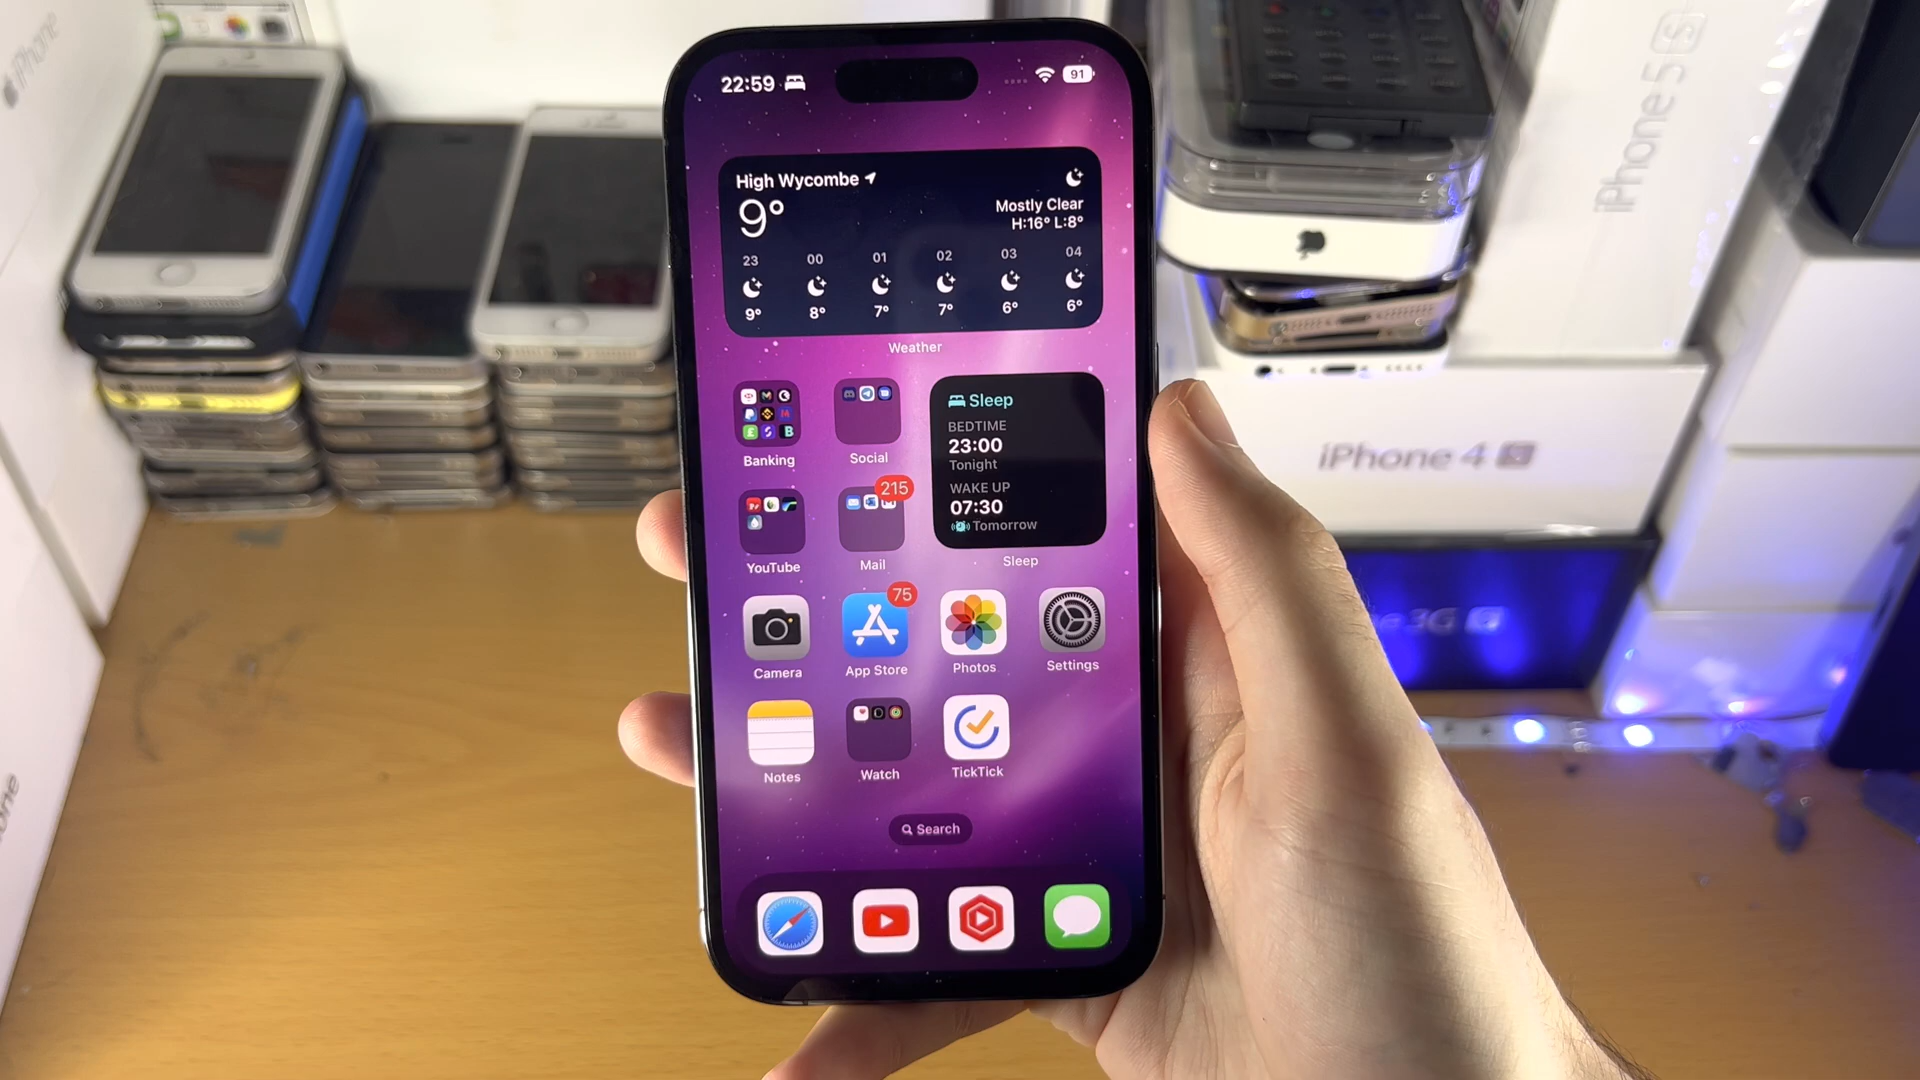 iPhone
22:59
91
High Wycombe
9°
Mostly Clear
H:16° L:8°
23 00 01 02 03 04
9° 8° 7° 7° 6° 6°
Weather
Banking
Social
Sleep
BEDTIME
23:00
Tonight
WAKE UP
07:30
Tomorrow
Sleep
YouTube
215
Mail
Camera
75
App Store
Photos
Settings
Notes
Watch
TickTick
Search
iPhone 5 S
iPhone 4 S
3G S